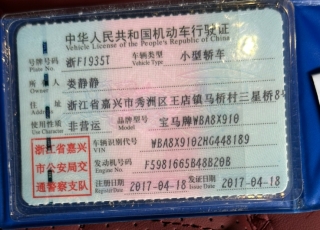 中华人民共和国机动车行驶证
Vehicle License of the People's Republic of China
号牌号码 浙F1935T 车辆类型 小型轿车
Plate No. Vehicle Type
所有人 娄静静
Owner
住址 浙江省嘉兴市秀洲区王店镇马桥村三星桥8
使用性质 非营运 品牌型号 宝马牌WBA8X910
Use Character Model
浙江省嘉 车辆识别代号 WBA8X9102HG448189
VIN
兴市公安局交 发动机号码 F5981665B48B20B
Engine No.
通警察支队 注册日期 2017-04-18 发证日期 2017-04-18
Register Date Issue Date